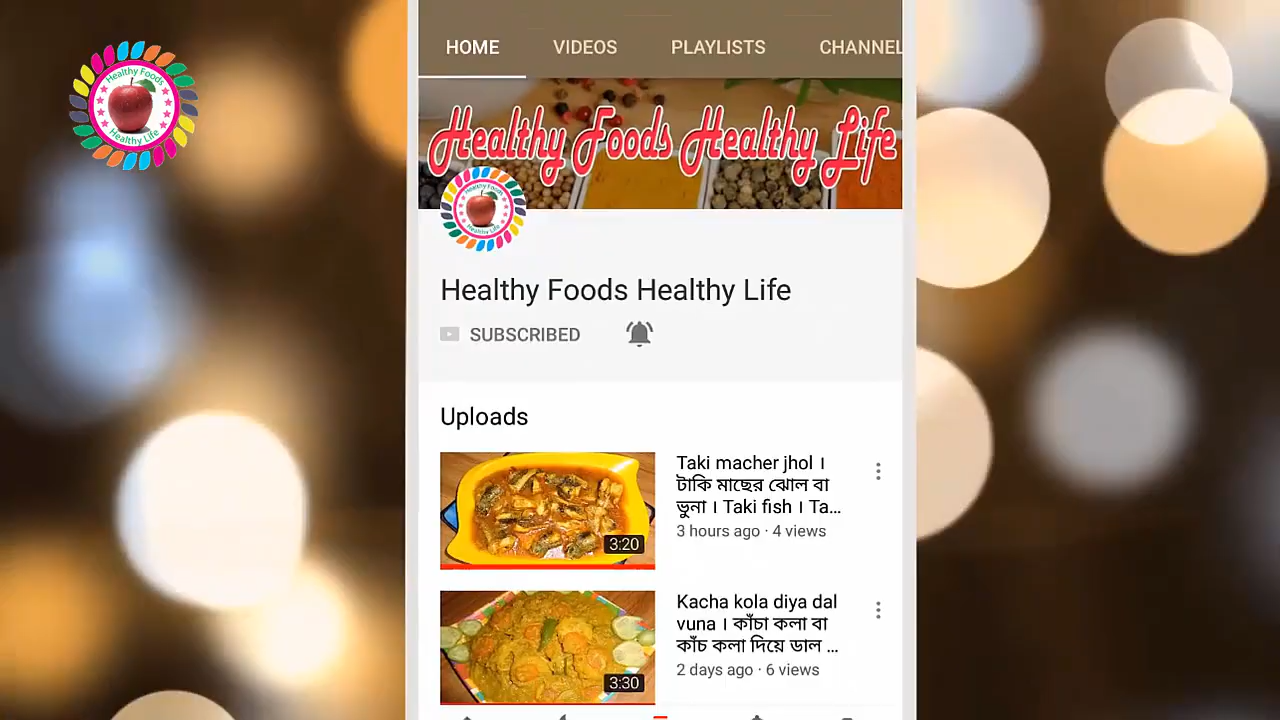 Healthy Foods
Healthy Life
HOME VIDEOS PLAYLISTS CHANNEL
Healthy Foods Healthy Life
Healthy Foods
Healthy Life
Healthy Foods Healthy Life
SUBSCRIBED
Uploads
Taki macher jhol ।
টাকি মাছের ঝোল বা
ভুনা । Taki fish । Ta...
3 hours ago · 4 views
3:20
Kacha kola diya dal
vuna । কাঁচা কলা বা
কাঁচ কলা দিয়ে ডাল ...
2 days ago · 6 views
3:30